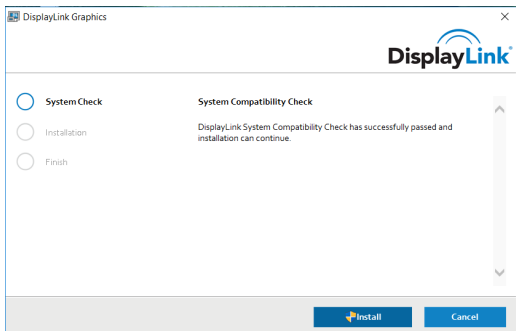 DisplayLink Graphics
DisplayLink®
System Check
System Compatibility Check
DisplayLink System Compatibility Check has successfully passed and
installation can continue.
Installation
Finish
Install
Cancel